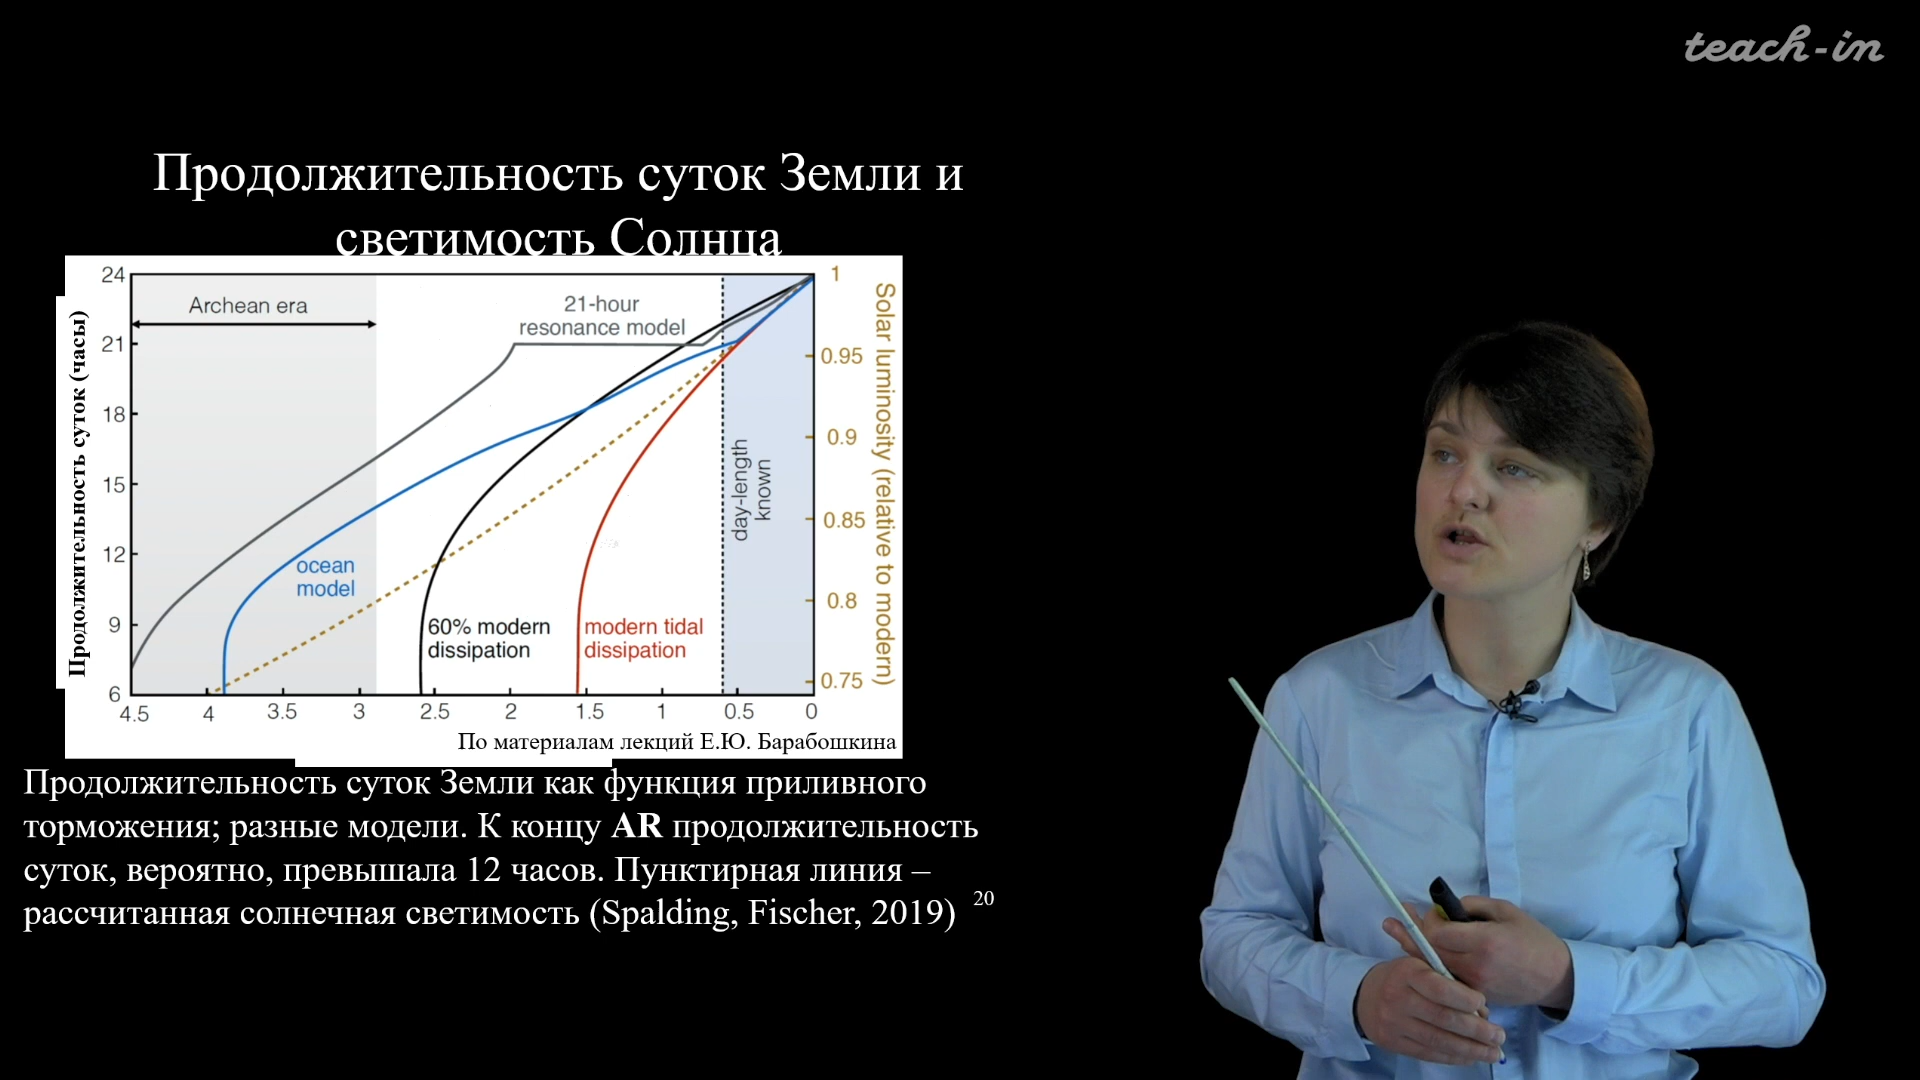 teach-in
Продолжительность суток Земли и
светимость Солнца
24
21
18
15
12
9
6
Продолжительность суток (часы)
Archean era
21-hour
resonance model
ocean
model
60% modern
dissipation
modern tidal
dissipation
day-length
known
1
0.95
0.9
0.85
0.8
0.75
Solar luminosity (relative to modern)
4.5 4 3.5 3 2.5 2 1.5 1 0.5 0
По материалам лекций Е.Ю. Барабошкина
Продолжительность суток Земли как функция приливного
торможения; разные модели. К концу AR продолжительность
суток, вероятно, превышала 12 часов. Пунктирная линия –
рассчитанная солнечная светимость (Spalding, Fischer, 2019)
20